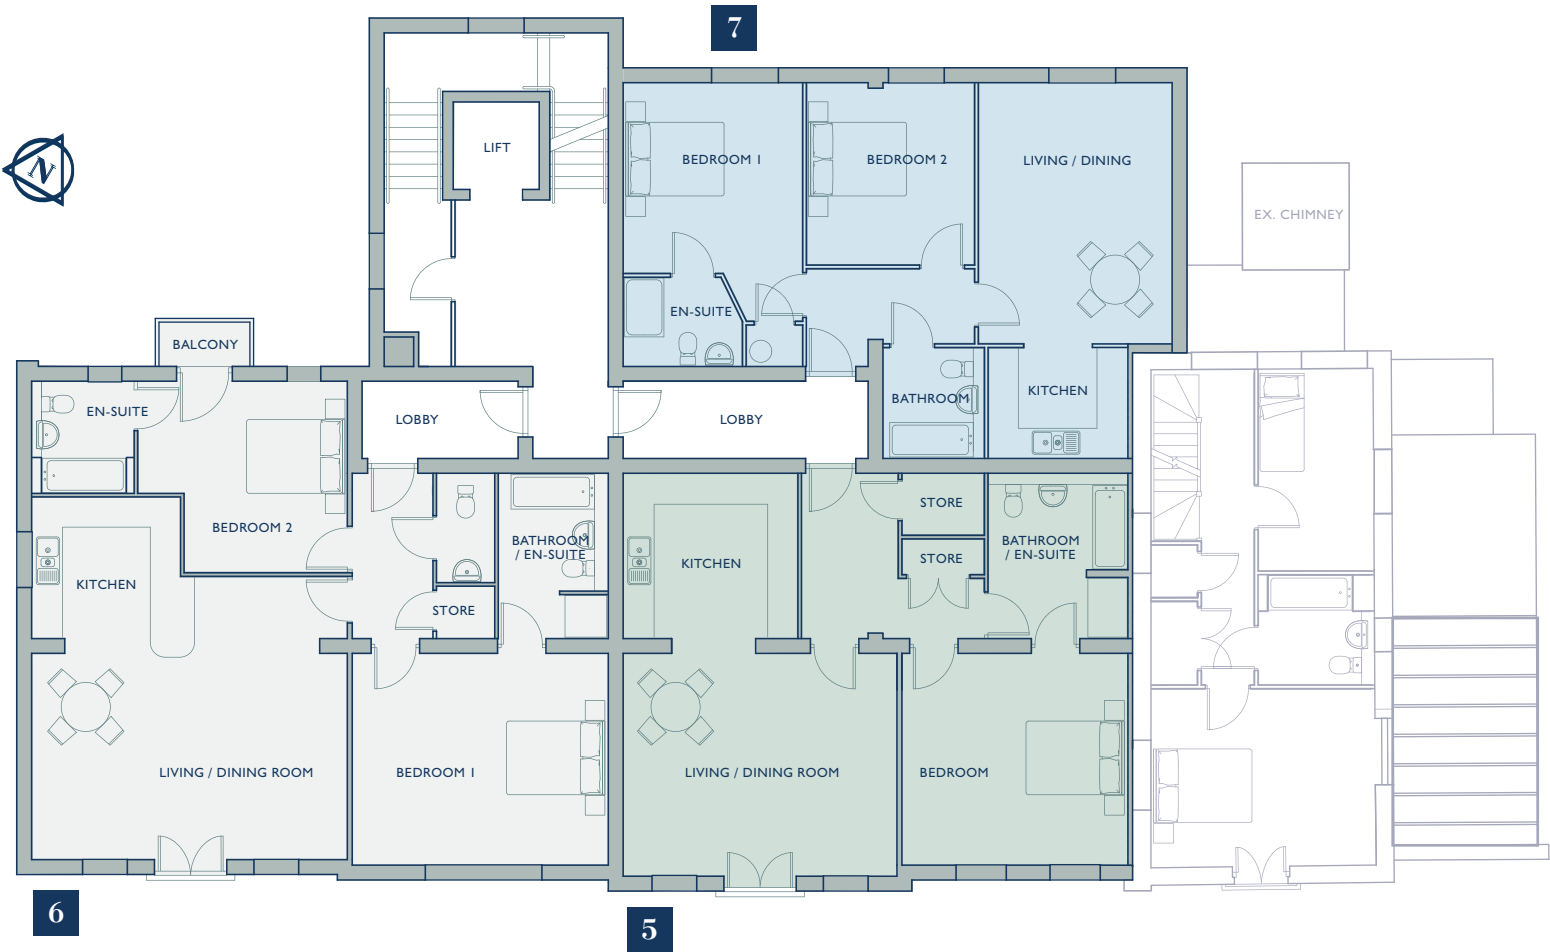 7
N
LIFT
BEDROOM 1
BEDROOM 2
LIVING / DINING
EX. CHIMNEY
EN-SUITE
BALCONY
EN-SUITE
LOBBY
LOBBY
BATHROOM
KITCHEN
BEDROOM 2
BATHROOM
/ EN-SUITE
STORE
STORE
BATHROOM
/ EN-SUITE
KITCHEN
KITCHEN
STORE
LIVING / DINING ROOM
BEDROOM 1
LIVING / DINING ROOM
BEDROOM
6
5